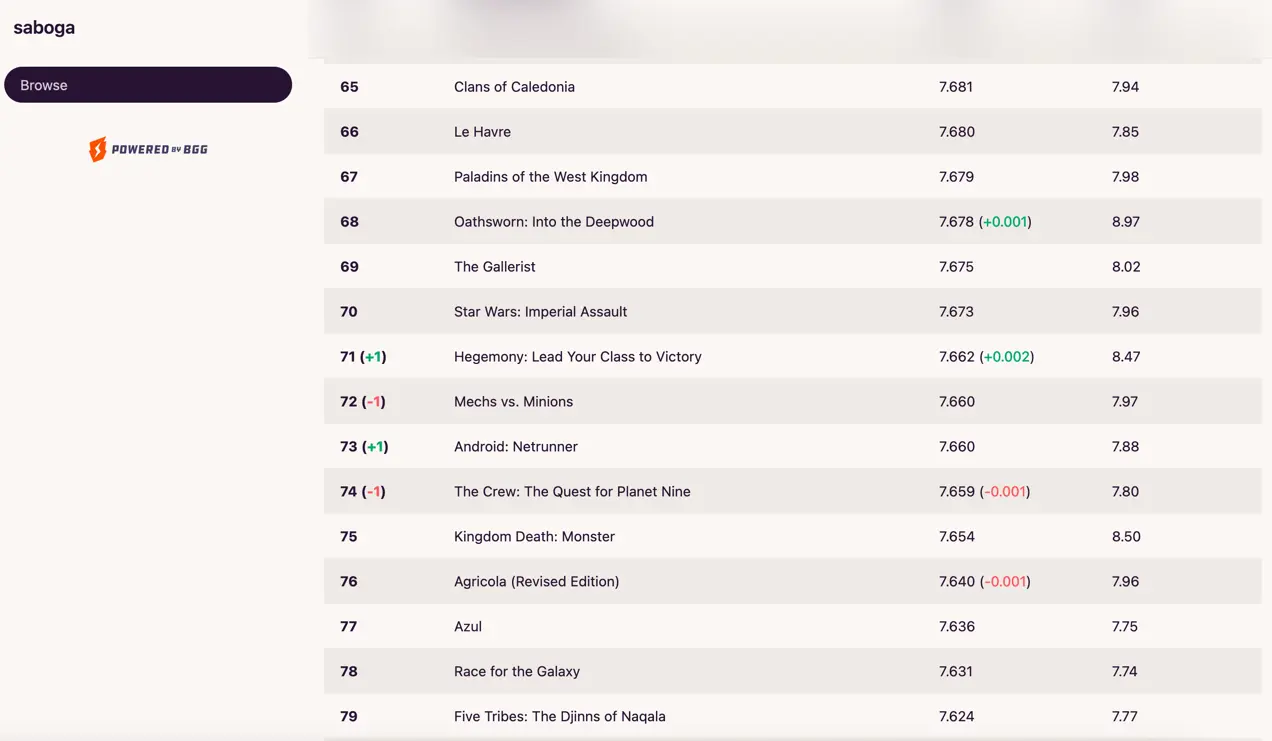 saboga
Browse
POWERED BY BGG
65 Clans of Caledonia 7.681 7.94
66 Le Havre 7.680 7.85
67 Paladins of the West Kingdom 7.679 7.98
68 Oathsworn: Into the Deepwood 7.678 (+0.001) 8.97
69 The Gallerist 7.675 8.02
70 Star Wars: Imperial Assault 7.673 7.96
71 (+1) Hegemony: Lead Your Class to Victory 7.662 (+0.002) 8.47
72 (-1) Mechs vs. Minions 7.660 7.97
73 (+1) Android: Netrunner 7.660 7.88
74 (-1) The Crew: The Quest for Planet Nine 7.659 (-0.001) 7.80
75 Kingdom Death: Monster 7.654 8.50
76 Agricola (Revised Edition) 7.640 (-0.001) 7.96
77 Azul 7.636 7.75
78 Race for the Galaxy 7.631 7.74
79 Five Tribes: The Djinns of Naqala 7.624 7.77